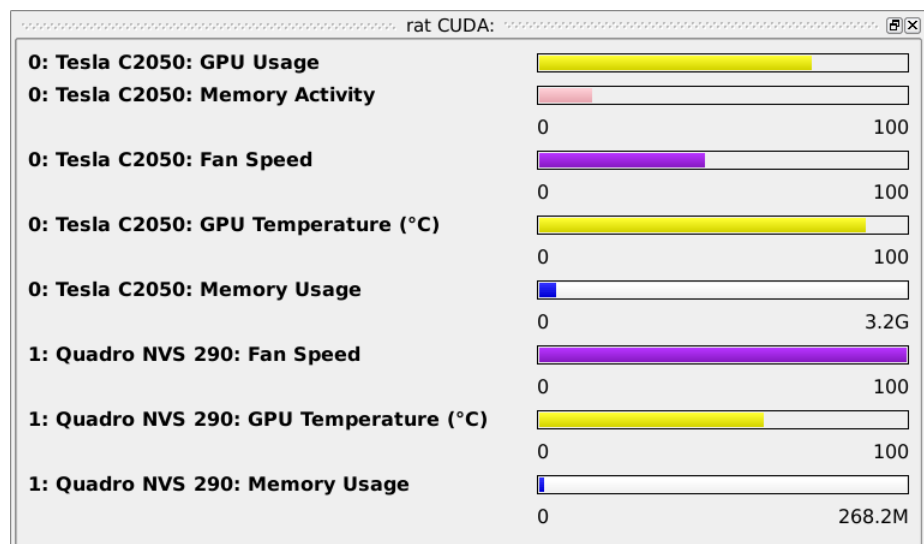 rat CUDA:
0: Tesla C2050: GPU Usage
0: Tesla C2050: Memory Activity
0 100
0: Tesla C2050: Fan Speed
0 100
0: Tesla C2050: GPU Temperature (°C)
0 100
0: Tesla C2050: Memory Usage
0 3.2G
1: Quadro NVS 290: Fan Speed
0 100
1: Quadro NVS 290: GPU Temperature (°C)
0 100
1: Quadro NVS 290: Memory Usage
0 268.2M